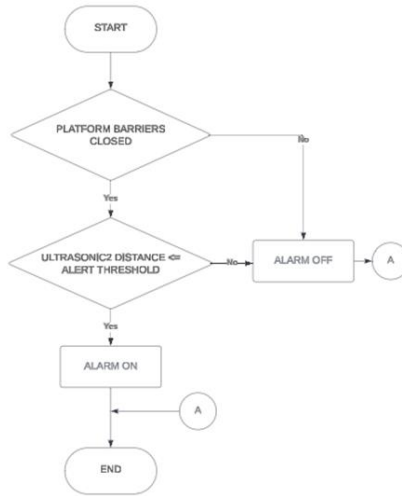 START
PLATFORM BARRIERS
CLOSED
No
Yes
ULTRASONIC2 DISTANCE <=
ALERT THRESHOLD
No
ALARM OFF
A
Yes
ALARM ON
A
END